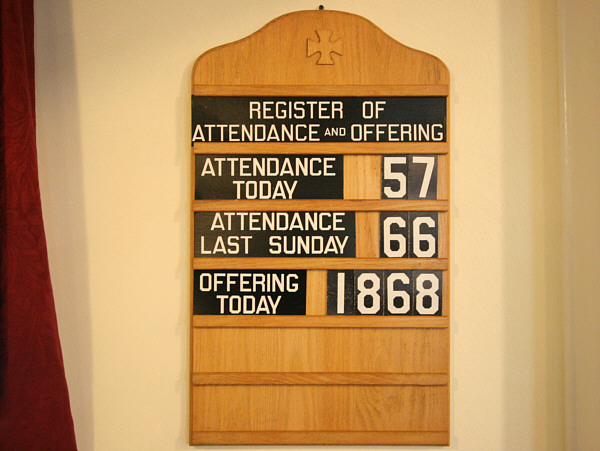 REGISTER OF
ATTENDANCE AND OFFERING
ATTENDANCE
TODAY
57
ATTENDANCE
LAST SUNDAY
66
OFFERING
TODAY
1868